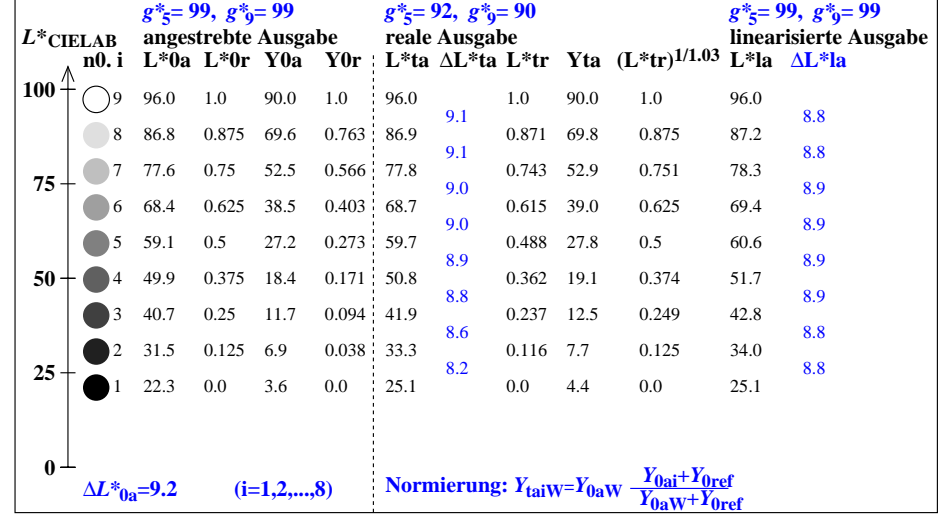 g*5= 99, g*9= 99 g*5= 92, g*9= 90 g*5= 99, g*9= 99
L*CIELAB angestrebte Ausgabe reale Ausgabe linearisierte Ausgabe
n0. i L*0a L*0r Y0a Y0r L*ta ΔL*ta L*tr Yta (L*tr)1/1.03 L*la ΔL*la
100 9 96.0 1.0 90.0 1.0 96.0 1.0 90.0 1.0 96.0
9.1 8.8
8 86.8 0.875 69.6 0.763 86.9 0.871 69.8 0.875 87.2
9.1 8.8
75 7 77.6 0.75 52.5 0.566 77.8 0.743 52.9 0.751 78.3
9.0 8.9
6 68.4 0.625 38.5 0.403 68.7 0.615 39.0 0.625 69.4
9.0 8.9
5 59.1 0.5 27.2 0.273 59.7 0.488 27.8 0.5 60.6
8.9 8.9
50 4 49.9 0.375 18.4 0.171 50.8 0.362 19.1 0.374 51.7
8.8 8.9
3 40.7 0.25 11.7 0.094 41.9 0.237 12.5 0.249 42.8
8.6 8.8
2 31.5 0.125 6.9 0.038 33.3 0.116 7.7 0.125 34.0
8.2 8.8
25 1 22.3 0.0 3.6 0.0 25.1 0.0 4.4 0.0 25.1
0
ΔL*0a=9.2 (i=1,2,...,8) Normierung: YtaiW=Y0aW Y0ai+Y0ref
Y0aW+Y0ref